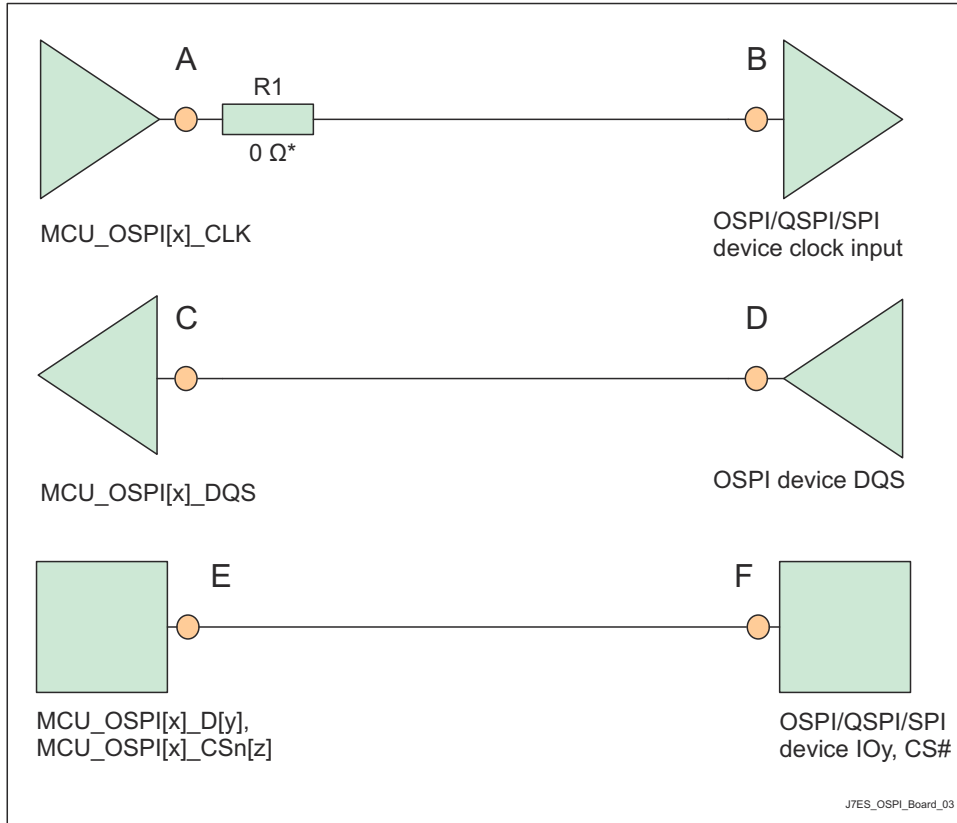 A
B
R1
0 Ω*
MCU_OSPI[x]_CLK
OSPI/QSPI/SPI
device clock input
C
D
MCU_OSPI[x]_DQS
OSPI device DQS
E
F
MCU_OSPI[x]_D[y],
MCU_OSPI[x]_CSn[z]
OSPI/QSPI/SPI
device IOy, CS#
J7ES_OSPI_Board_03